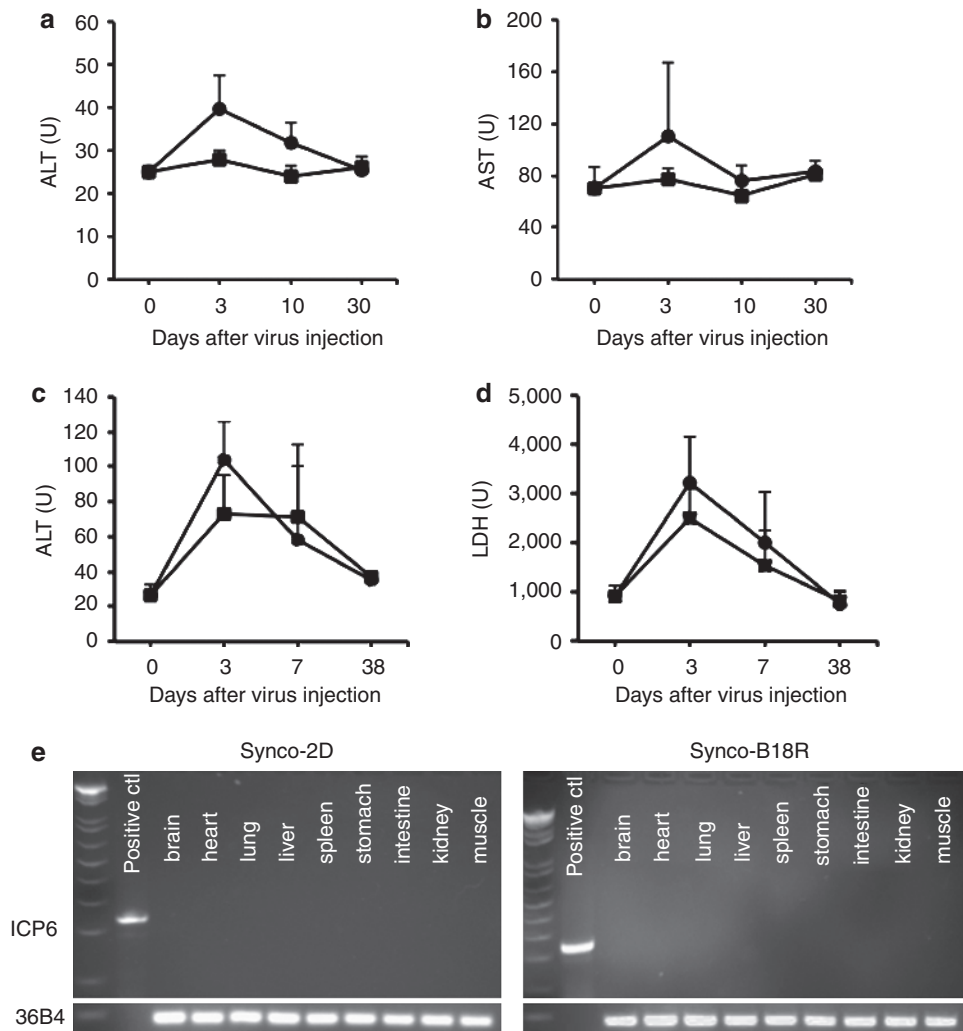 a
60
50
40
30
20
10
0
ALT (U)
0 3 10 30
Days after virus injection
b
200
160
120
80
40
0
AST (U)
0 3 10 30
Days after virus injection
c
140
120
100
80
60
40
20
0
ALT (U)
0 3 7 38
Days after virus injection
d
5,000
4,000
3,000
2,000
1,000
0
LDH (U)
0 3 7 38
Days after virus injection
e
Synco-2D
Positive ctl
brain
heart
lung
liver
spleen
stomach
intestine
kidney
muscle
Synco-B18R
Positive ctl
brain
heart
lung
liver
spleen
stomach
intestine
kidney
muscle
ICP6
36B4